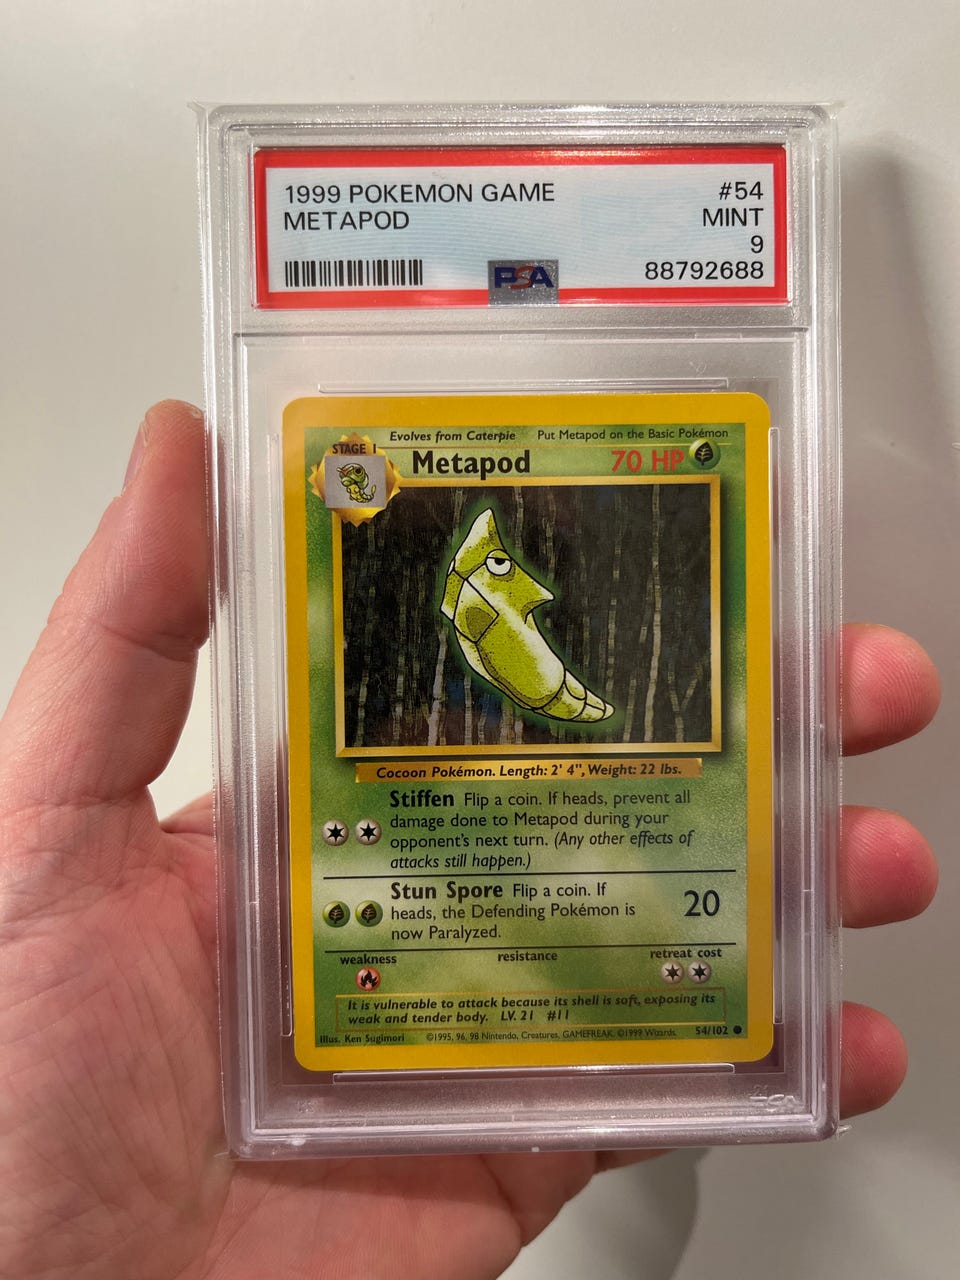 1999 POKEMON GAME #54
METAPOD MINT
9
PSA 88792688
Evolves from Caterpie Put Metapod on the Basic Pokémon
STAGE 1 Metapod 70 HP
Cocoon Pokémon. Length: 2' 4", Weight: 22 lbs.
Stiffen Flip a coin. If heads, prevent all
damage done to Metapod during your
opponent's next turn. (Any other effects of
attacks still happen.)
Stun Spore Flip a coin. If
heads, the Defending Pokémon is 20
now Paralyzed.
weakness resistance retreat cost
It is vulnerable to attack because its shell is soft, exposing its
weak and tender body. LV. 21 #11
Illus. Ken Sugimori ©1995, 96, 98 Nintendo, Creatures, GAMEFREAK. ©1999 Wizards. 54/102
PSA